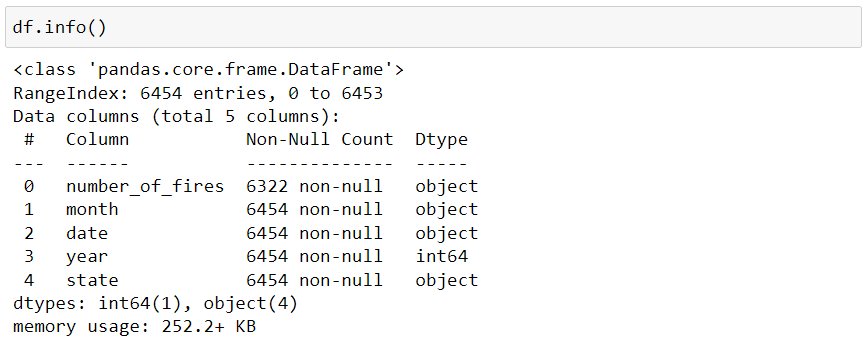 df.info()
<class 'pandas.core.frame.DataFrame'>
RangeIndex: 6454 entries, 0 to 6453
Data columns (total 5 columns):
 #   Column           Non-Null Count  Dtype
---  ------           --------------  -----
 0   number_of_fires  6322 non-null   object
 1   month            6454 non-null   object
 2   date             6454 non-null   object
 3   year             6454 non-null   int64
 4   state            6454 non-null   object
dtypes: int64(1), object(4)
memory usage: 252.2+ KB